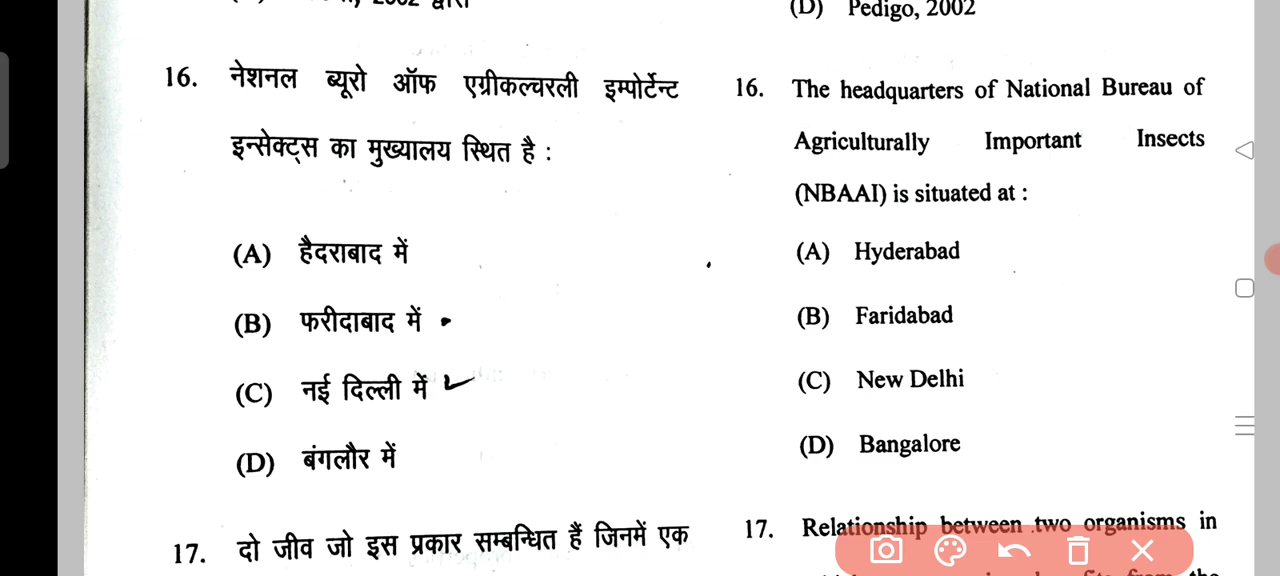 2002 द्वारा
16. नेशनल ब्यूरो ऑफ एग्रीकल्चरली इम्पोर्टेन्ट
इन्सेक्ट्स का मुख्यालय स्थित है :
(A) हैदराबाद में
(B) फरीदाबाद में
(C) नई दिल्ली में
(D) बंगलौर में
17. दो जीव जो इस प्रकार सम्बन्धित हैं जिनमें एक
(D) Pedigo, 2002
16. The headquarters of National Bureau of
Agriculturally Important Insects
(NBAAI) is situated at :
(A) Hyderabad
(B) Faridabad
(C) New Delhi
(D) Bangalore
17. Relationship between two organisms in